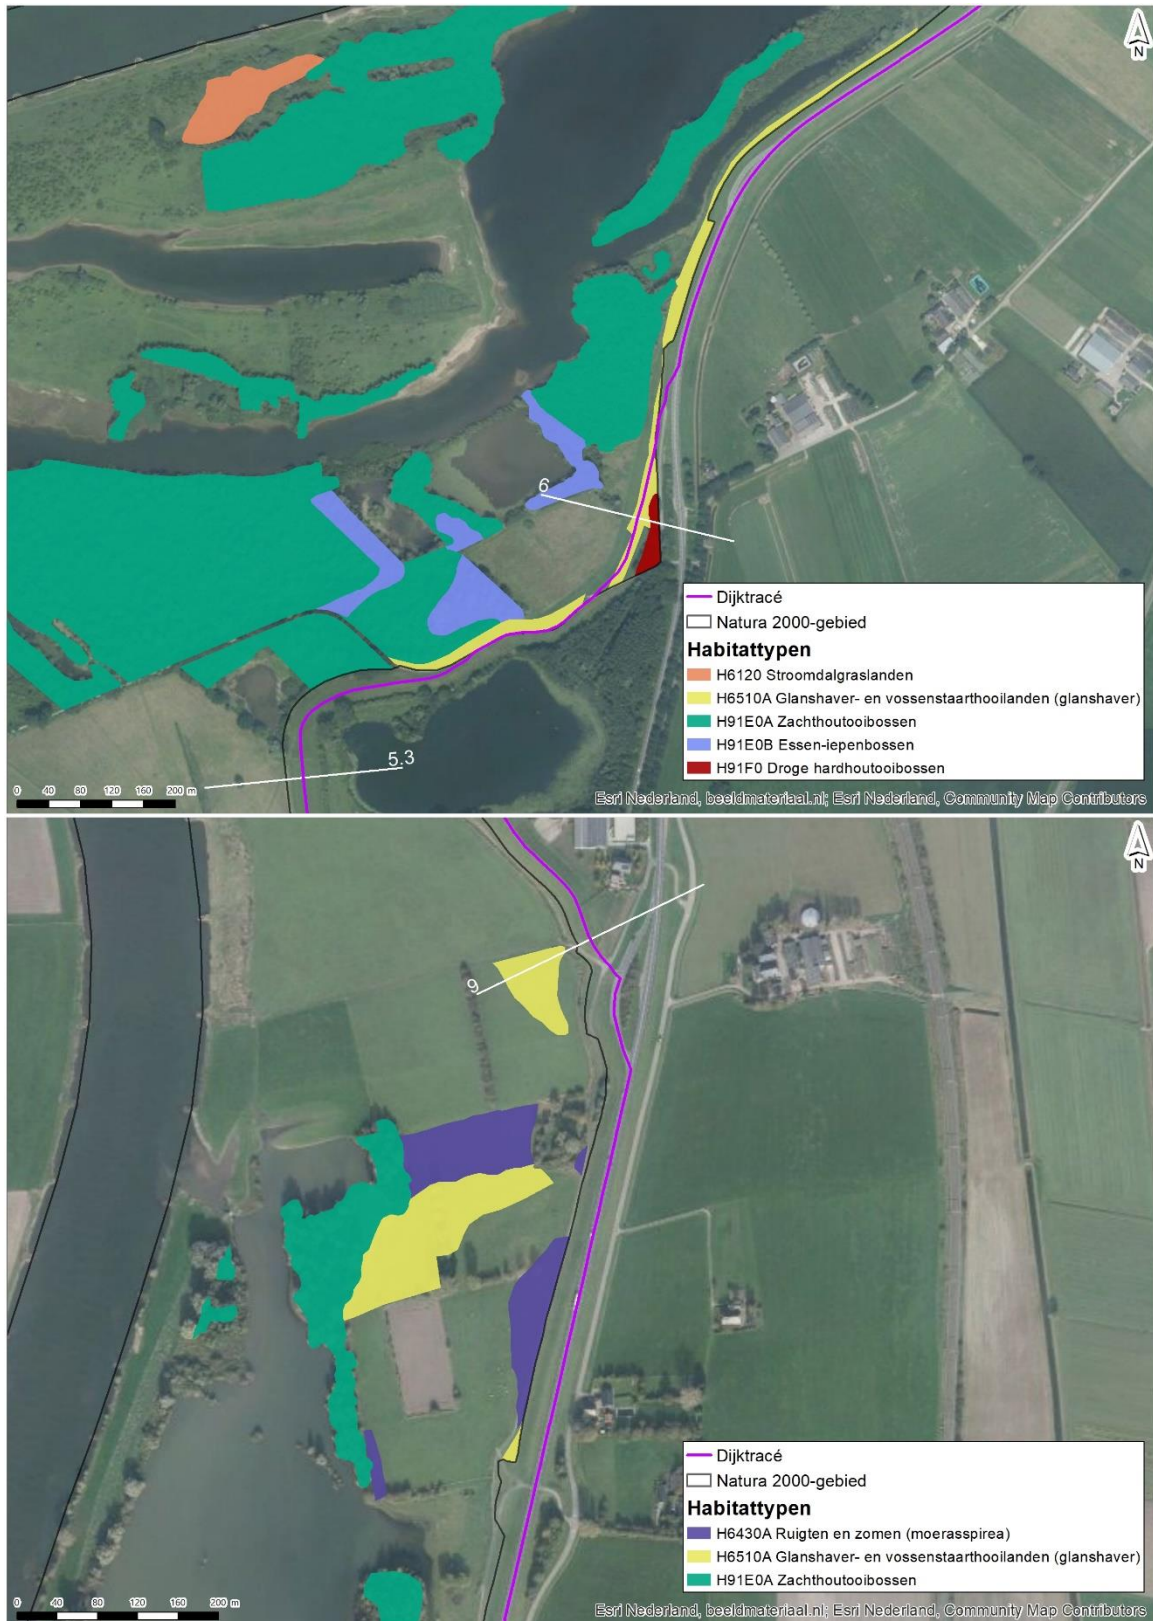 N
6
5.3
Dijktracé
Natura 2000-gebied
Habitattypen
H6120 Stroomdalgraslanden
H6510A Glanshaver- en vossenstaarthooilanden (glanshaver)
H91E0A Zachthoutooibossen
H91E0B Essen-iepenbossen
H91F0 Droge hardhoutooibossen
0 40 80 120 160 200 m
Esri Nederland, beeldmateriaal.nl; Esri Nederland, Community Map Contributors
N
9
Dijktracé
Natura 2000-gebied
Habitattypen
H6430A Ruigten en zomen (moerasspirea)
H6510A Glanshaver- en vossenstaarthooilanden (glanshaver)
H91E0A Zachthoutooibossen
0 40 80 120 160 200 m
Esri Nederland, beeldmateriaal.nl; Esri Nederland, Community Map Contributors